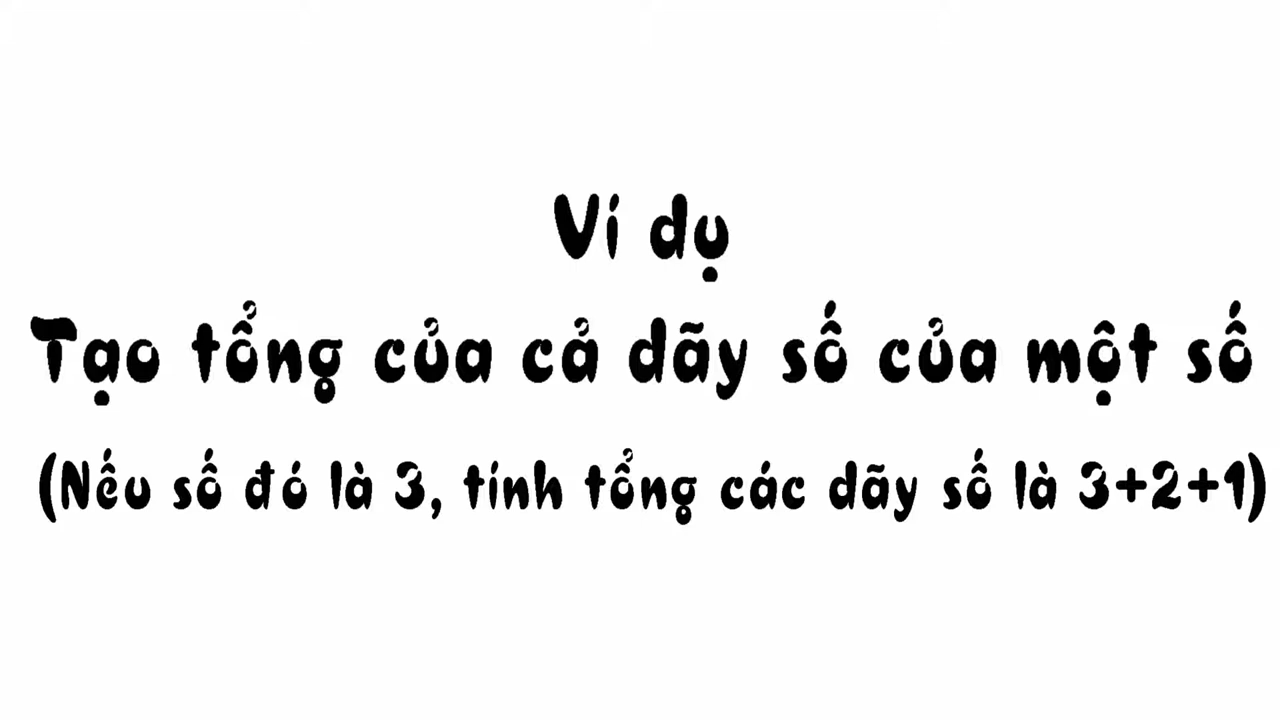 Ví dụ
Tạo tổng của cả dãy số của một số
(Nếu số đó là 3, tính tổng các dãy số là 3+2+1)